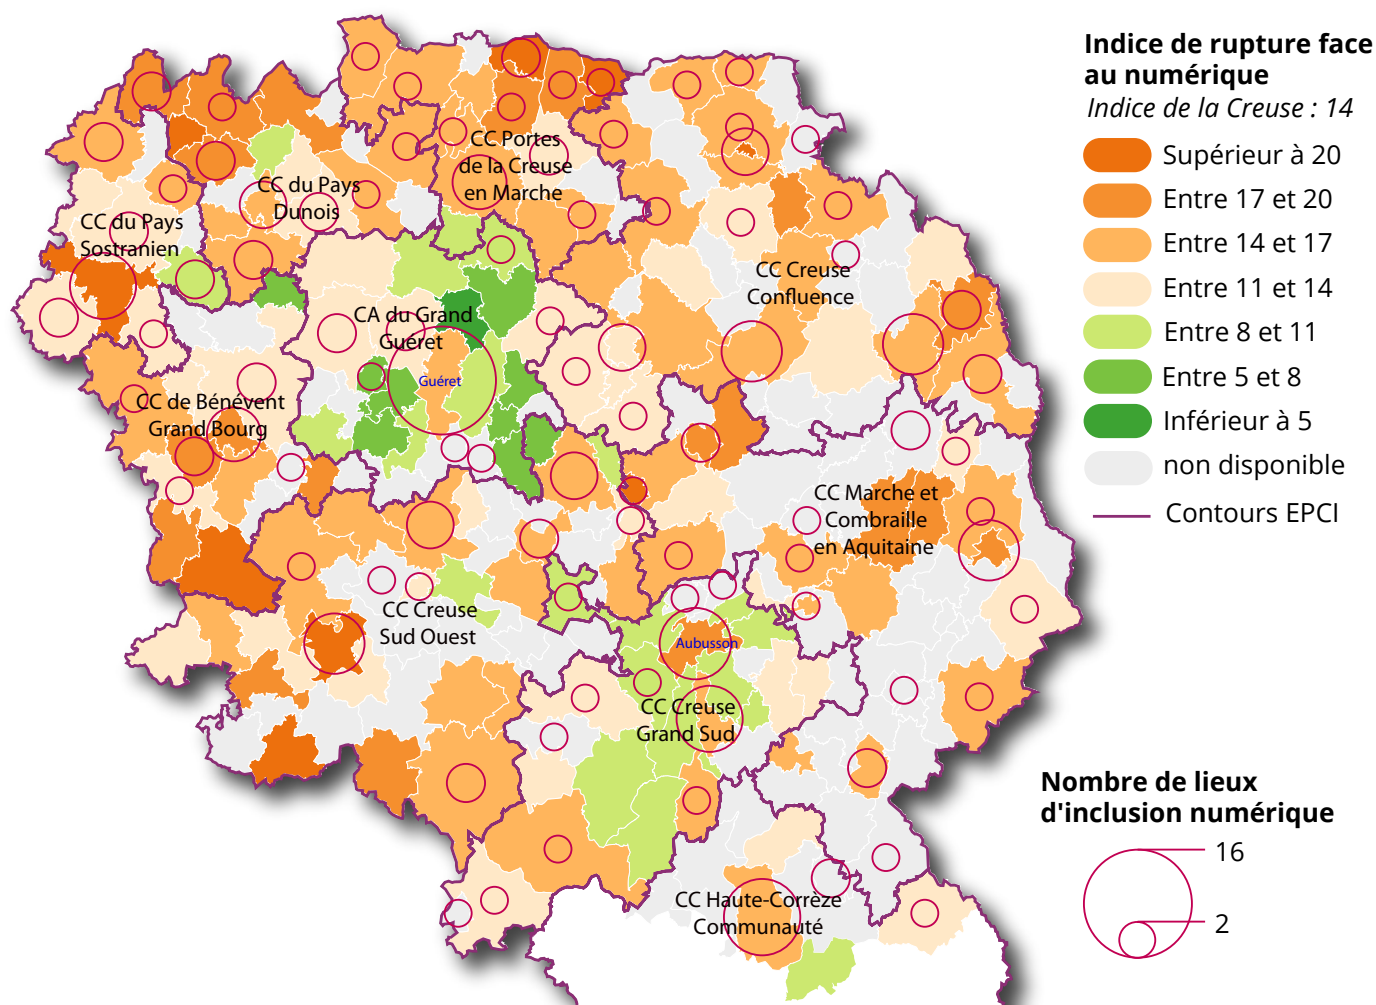 Indice de rupture face
au numérique
Indice de la Creuse : 14
Supérieur à 20
Entre 17 et 20
Entre 14 et 17
Entre 11 et 14
Entre 8 et 11
Entre 5 et 8
Inférieur à 5
non disponible
Contours EPCI
CC Portes
de la Creuse
en Marche
CC du Pays
Dunois
CC du Pays
Sostranien
CC Creuse
Confluence
CA du Grand
Guéret
Guéret
CC de Bénévent
Grand Bourg
CC Marche et
Combraille
en Aquitaine
CC Creuse
Sud Ouest
Aubusson
CC Creuse
Grand Sud
CC Haute-Corrèze
Communauté
Nombre de lieux
d'inclusion numérique
16
2